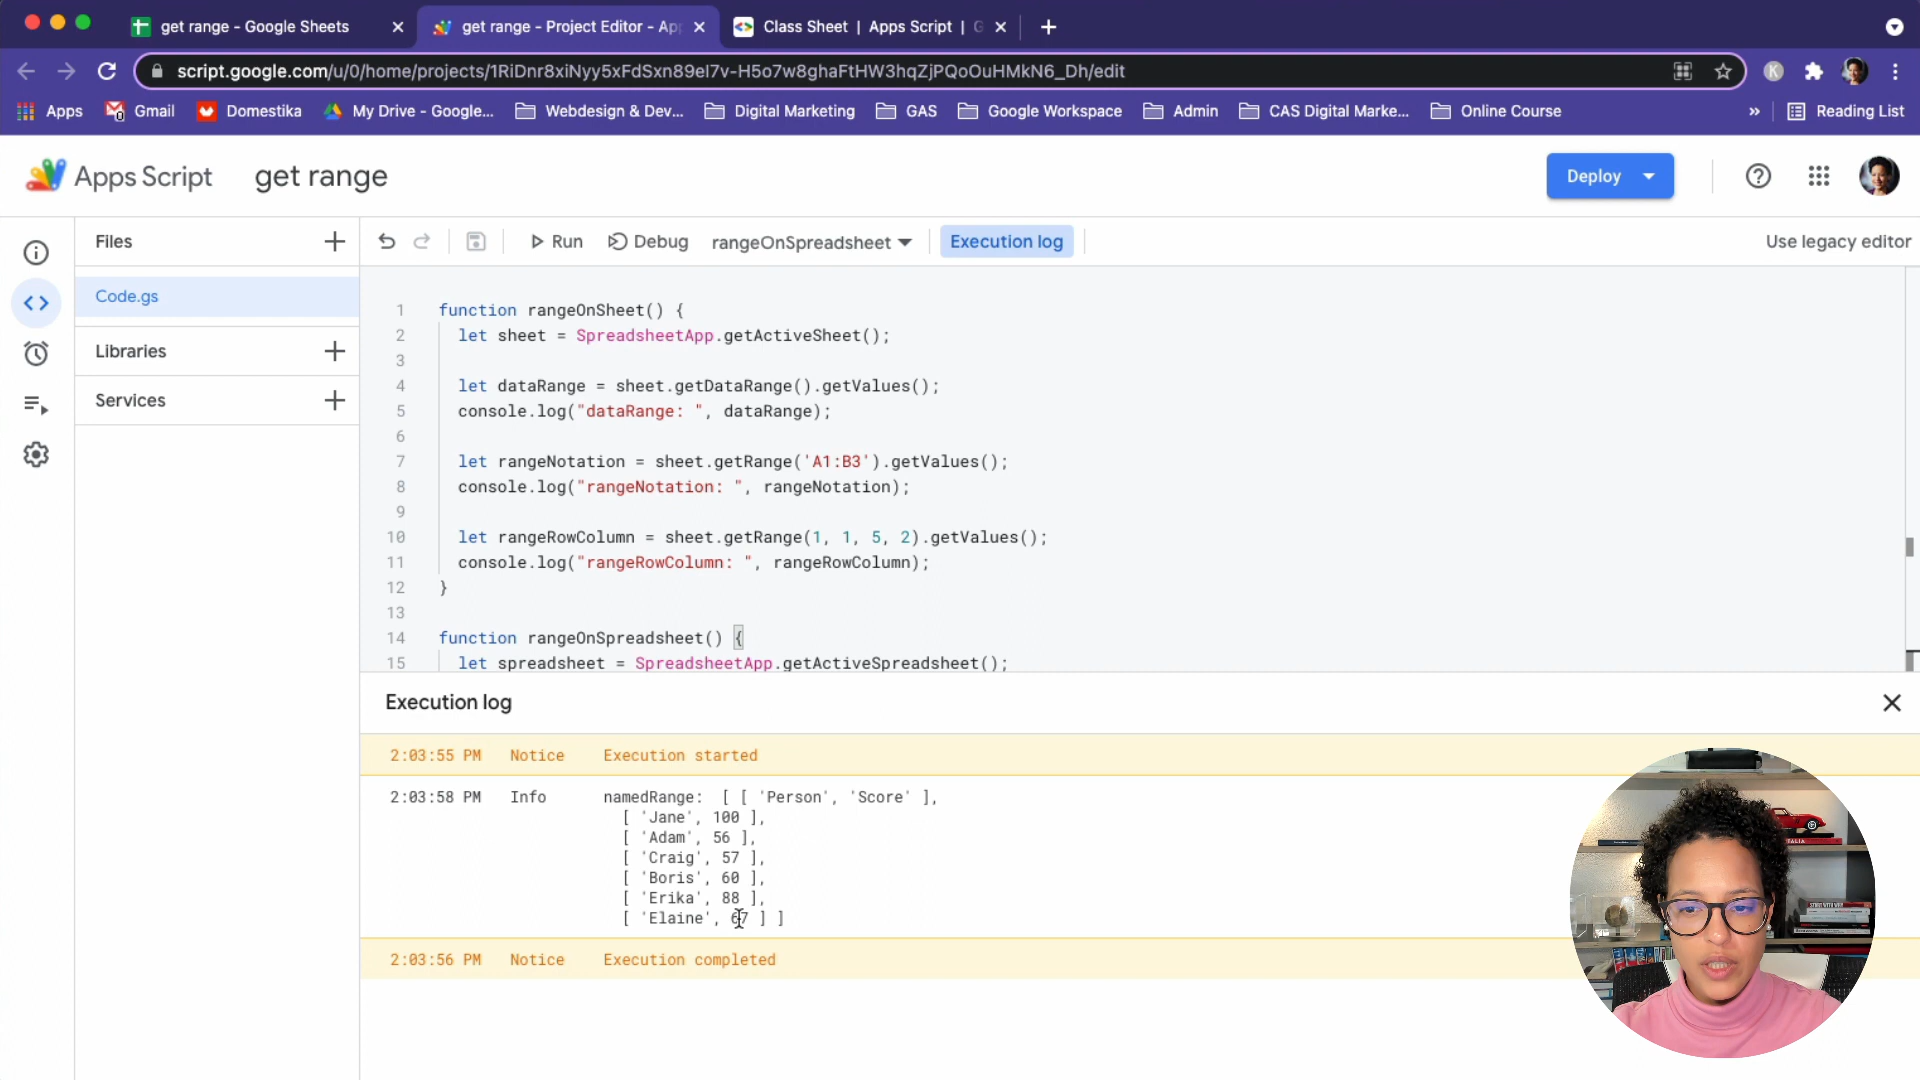 get range - Google Sheets
get range - Project Editor - Ap
Class Sheet | Apps Script | G
script.google.com/u/0/home/projects/1RiDnr8xiNyy5xFdSxn89el7v-H5o7w8ghaFtHW3hqZjPQoOuHMkN6_Dh/edit
K
Apps
Gmail
Domestika
My Drive - Google...
Webdesign & Dev...
Digital Marketing
GAS
Google Workspace
Admin
CAS Digital Marke...
Online Course
»
Reading List
Apps Script
get range
Deploy
Files
Run
Debug
rangeOnSpreadsheet
Execution log
Use legacy editor
Code.gs
Libraries
Services
1 function rangeOnSheet() {
2 let sheet = SpreadsheetApp.getActiveSheet();
3
4 let dataRange = sheet.getDataRange().getValues();
5 console.log("dataRange: ", dataRange);
6
7 let rangeNotation = sheet.getRange('A1:B3').getValues();
8 console.log("rangeNotation: ", rangeNotation);
9
10 let rangeRowColumn = sheet.getRange(1, 1, 5, 2).getValues();
11 console.log("rangeRowColumn: ", rangeRowColumn);
12 }
13
14 function rangeOnSpreadsheet() {
15 let spreadsheet = SpreadsheetApp.getActiveSpreadsheet();
Execution log
2:03:55 PM Notice Execution started
2:03:58 PM Info namedRange: [ [ 'Person', 'Score' ],
[ 'Jane', 100 ],
[ 'Adam', 56 ],
[ 'Craig', 57 ],
[ 'Boris', 60 ],
[ 'Erika', 88 ],
[ 'Elaine', 67 ] ]
2:03:56 PM Notice Execution completed
START WITH WHY